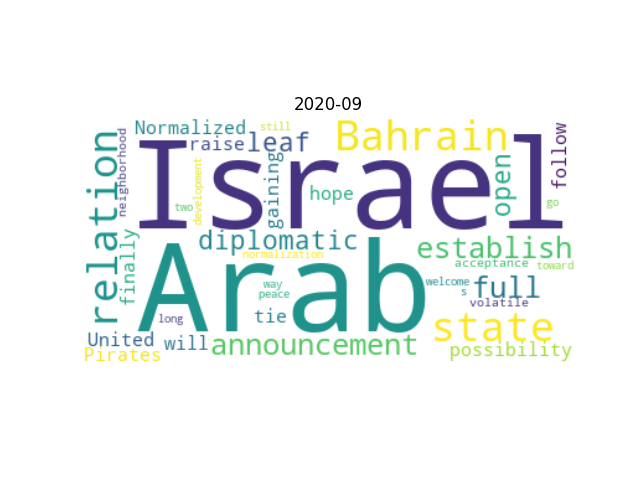 2020-09
Normalized
still
raise
leaf
Bahrain
Israel
follow
neighborhood
relation
two
development
gaining
hope
open
go
finally
diplomatic
normalization
establish
acceptance
toward
Arab
way
peace
welcome
s
full
volatile
long
tie
state
United
will
announcement
possibility
Pirates